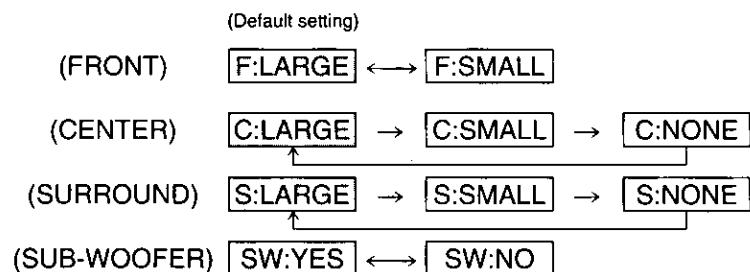 (Default setting)
(FRONT) F:LARGE ←→ F:SMALL
(CENTER) C:LARGE → C:SMALL → C:NONE
(SURROUND) S:LARGE → S:SMALL → S:NONE
(SUB-WOOFER) SW:YES ←→ SW:NO